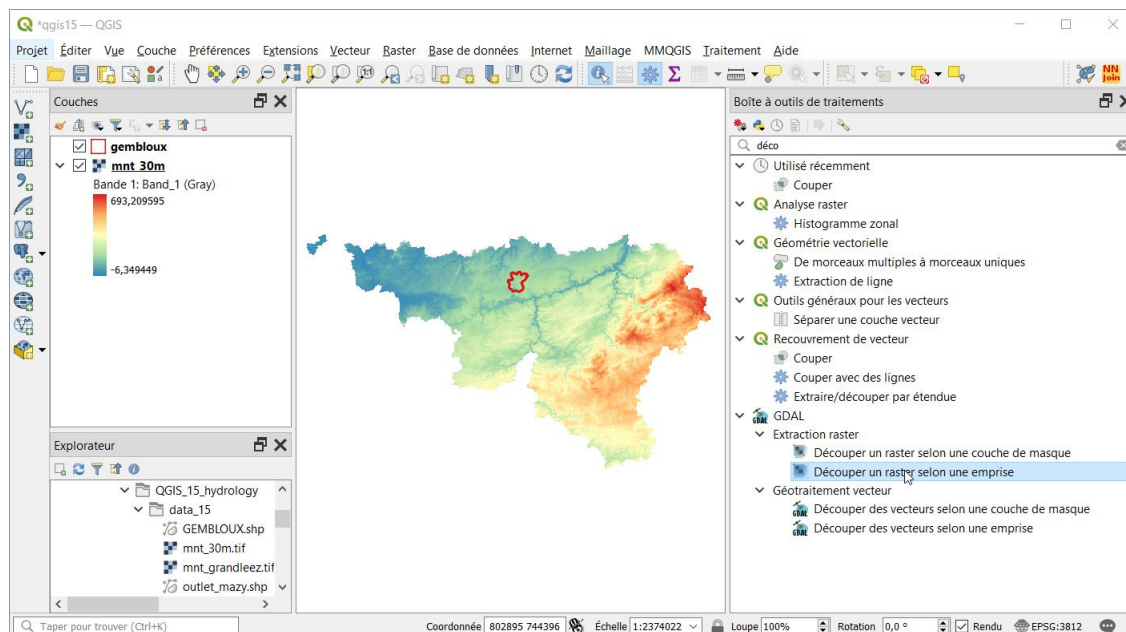 *qgis15 — QGIS
Projet Éditer Vue Couche Préférences Extensions Vecteur Raster Base de données Internet Maillage MMQGIS Traitement Aide
NN
Join
Couches
gembloux
mnt_30m
Bande 1: Band_1 (Gray)
693,209595
-6,349449
Explorateur
QGIS_15_hydrology
data_15
GEMBLOUX.shp
mnt_30m.tif
mnt_grandleez.tif
outlet_mazy.shp
Boîte à outils de traitements
déco
Utilisé récemment
Couper
Analyse raster
Histogramme zonal
Géométrie vectorielle
De morceaux multiples à morceaux uniques
Extraction de ligne
Outils généraux pour les vecteurs
Séparer une couche vecteur
Recouvrement de vecteur
Couper
Couper avec des lignes
Extraire/découper par étendue
GDAL
Extraction raster
Découper un raster selon une couche de masque
Découper un raster selon une emprise
Géotraitement vecteur
Découper des vecteurs selon une couche de masque
Découper des vecteurs selon une emprise
Taper pour trouver (Ctrl+K) Coordonnée 802895 744396 Échelle 1:2374022 Loupe 100% Rotation 0,0 ° Rendu EPSG:3812